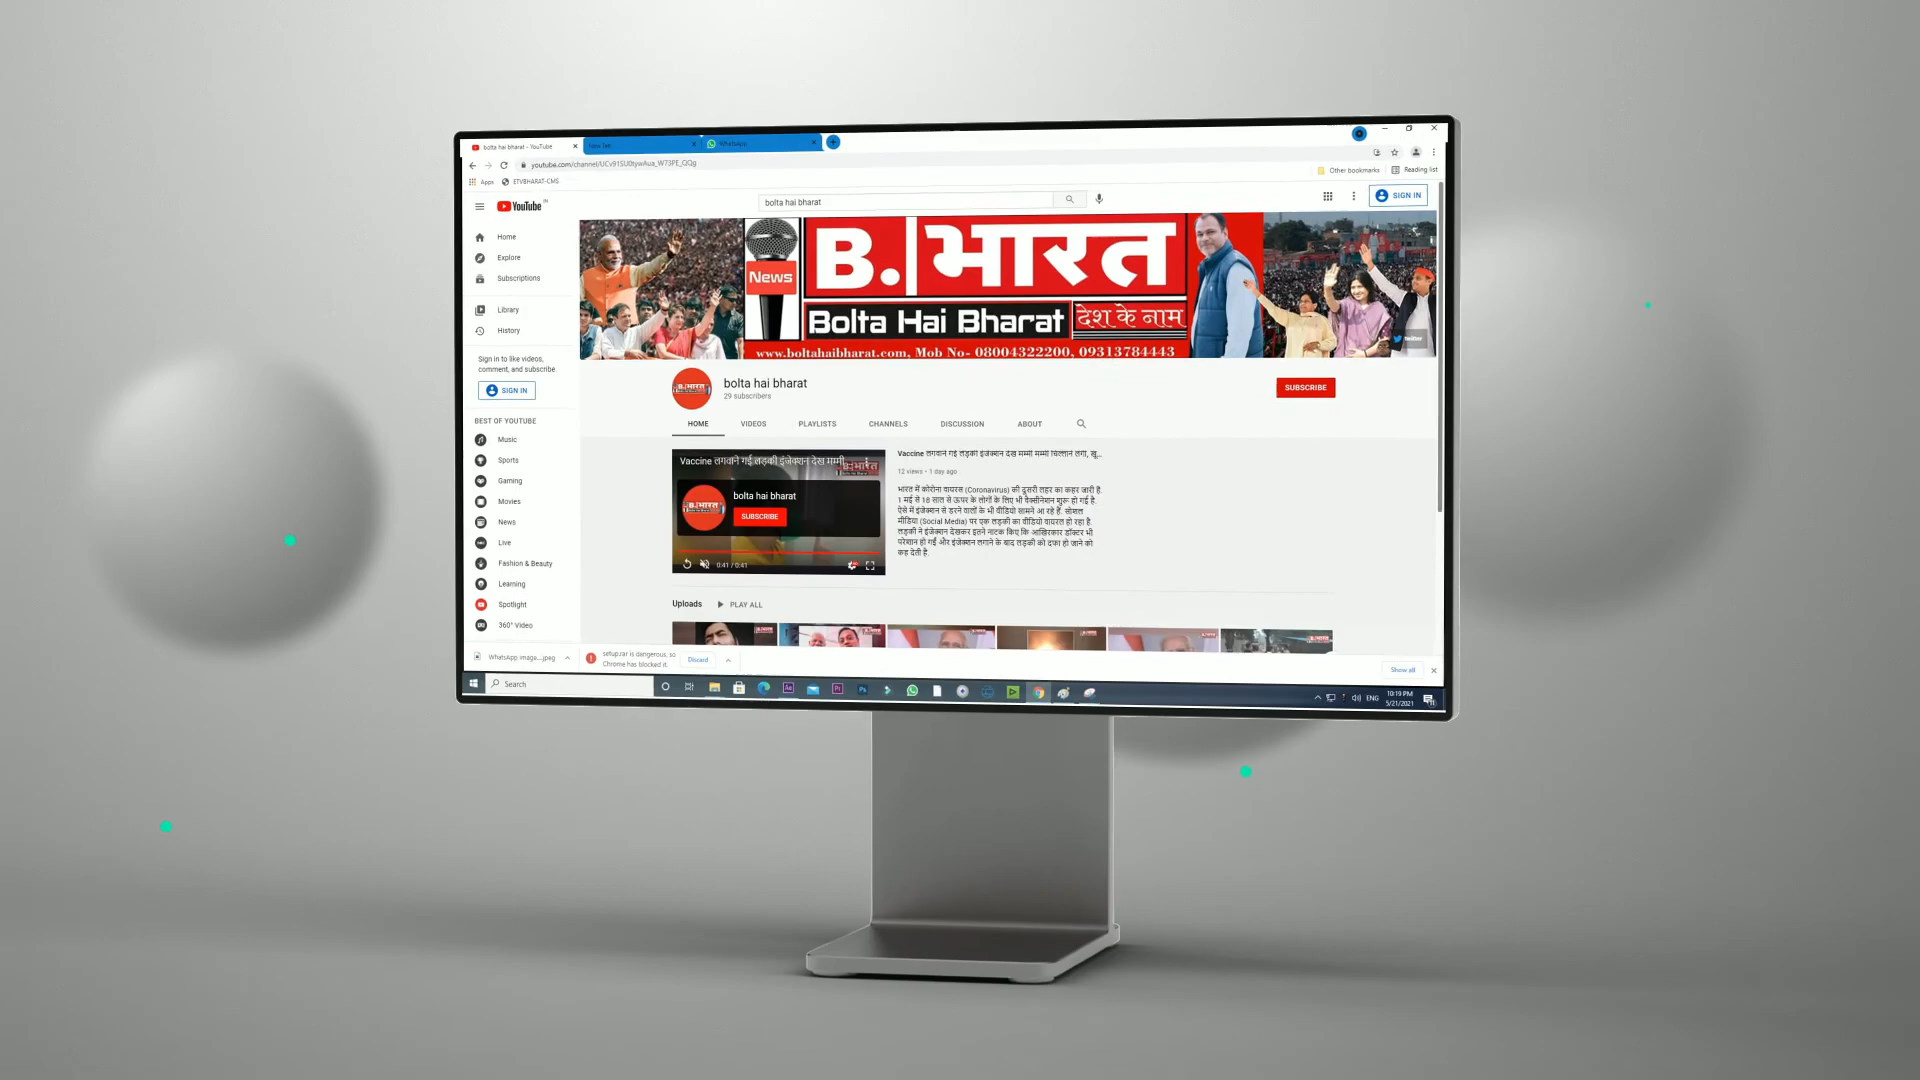 bolta hai bharat - YouTube
New Tab
WhatsApp
youtube.com/channel/UCv91SU0tywAua_W73PE_QQg
Other bookmarks
Reading list
Apps
ETVBHARAT-CMS
YouTube
IN
bolta hai bharat
SIGN IN
Home
Explore
Subscriptions
Library
History
Sign in to like videos,
comment, and subscribe.
SIGN IN
BEST OF YOUTUBE
Music
Sports
Gaming
Movies
News
Live
Fashion & Beauty
Learning
Spotlight
360° Video
News
B.|भारत
Bolta Hai Bharat
देश के नाम
www.boltahaibharat.com, Mob No- 08004322200, 09313784443
twitter
bolta hai bharat
29 subscribers
SUBSCRIBE
HOME
VIDEOS
PLAYLISTS
CHANNELS
DISCUSSION
ABOUT
Vaccine लगवाने गई लड़की इंजेक्शन देख मम्मी
bolta hai bharat
SUBSCRIBE
0:41 / 0:41
Vaccine लगवाने गई लड़की इंजेक्शन देख मम्मी मम्मी चिल्लाने लगी, खू...
12 views • 1 day ago
भारत में कोरोना वायरस (Coronavirus) की दूसरी लहर का कहर जारी है.
1 मई से 18 साल से ऊपर के लोगों के लिए भी वैक्सीनेशन शुरू हो गई है.
ऐसे में इंजेक्शन से डरने वालों के भी वीडियो सामने आ रहे हैं. सोशल
मीडिया (Social Media) पर एक लड़की का वीडियो वायरल हो रहा है.
लड़की ने इंजेक्शन देखकर इतने नाटक किए कि आखिरकार डॉक्टर भी
परेशान हो गईं और इंजेक्शन लगाने के बाद लड़की को दफा हो जाने को
कह देती है.
Uploads
PLAY ALL
WhatsApp Image....jpeg
setup.rar is dangerous, so
Chrome has blocked it.
Discard
Show all
Search
ENG
10:19 PM
5/21/2021